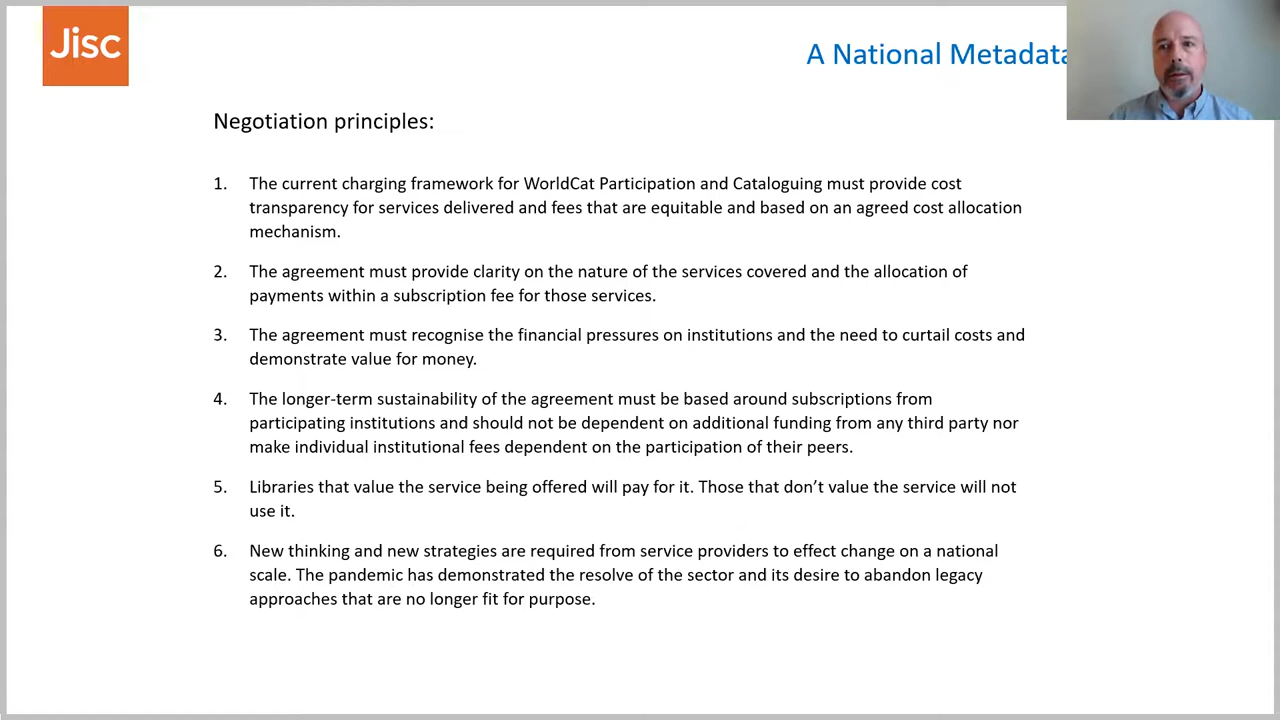 Jisc
A National Metadata
Negotiation principles:
1. The current charging framework for WorldCat Participation and Cataloguing must provide cost
transparency for services delivered and fees that are equitable and based on an agreed cost allocation
mechanism.
2. The agreement must provide clarity on the nature of the services covered and the allocation of
payments within a subscription fee for those services.
3. The agreement must recognise the financial pressures on institutions and the need to curtail costs and
demonstrate value for money.
4. The longer-term sustainability of the agreement must be based around subscriptions from
participating institutions and should not be dependent on additional funding from any third party nor
make individual institutional fees dependent on the participation of their peers.
5. Libraries that value the service being offered will pay for it. Those that don’t value the service will not
use it.
6. New thinking and new strategies are required from service providers to effect change on a national
scale. The pandemic has demonstrated the resolve of the sector and its desire to abandon legacy
approaches that are no longer fit for purpose.